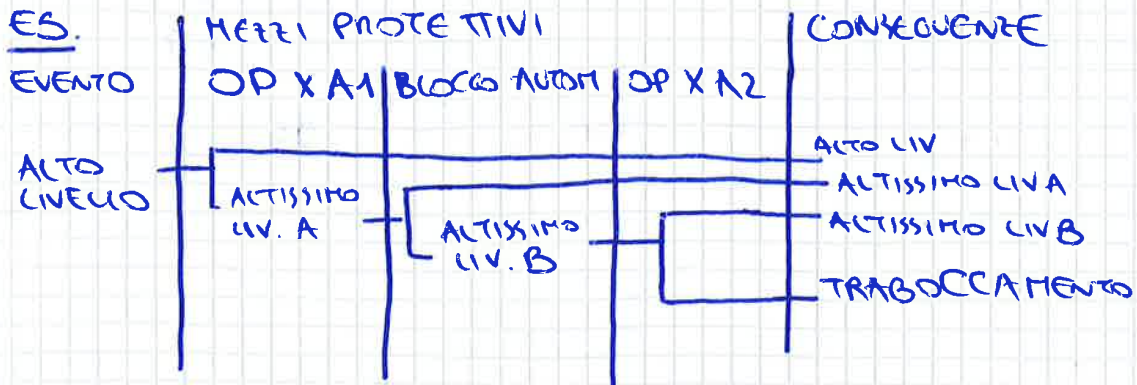 ES.
MEZZI PROTETTIVI
CONSEGUENZE
EVENTO
OP X A1
BLOCCO AUTOM
OP X A2
ALTO
LIVELLO
ALTISSIMO
LIV. A
ALTISSIMO
LIV. B
ALTO LIV
ALTISSIMO LIV A
ALTISSIMO LIV B
TRABOCCAMENTO